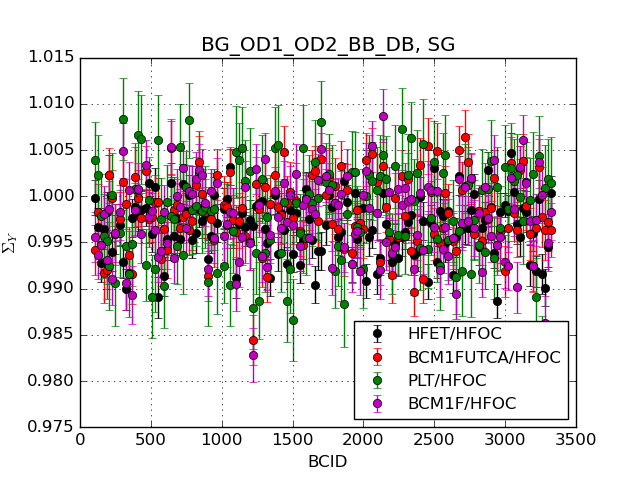 BG_OD1_OD2_BB_DB, SG
1.015
1.010
1.005
1.000
0.995
0.990
0.985
0.980
0.975
Σ_Y
HFET/HFOC
BCM1FUTCA/HFOC
PLT/HFOC
BCM1F/HFOC
0 500 1000 1500 2000 2500 3000 3500
BCID